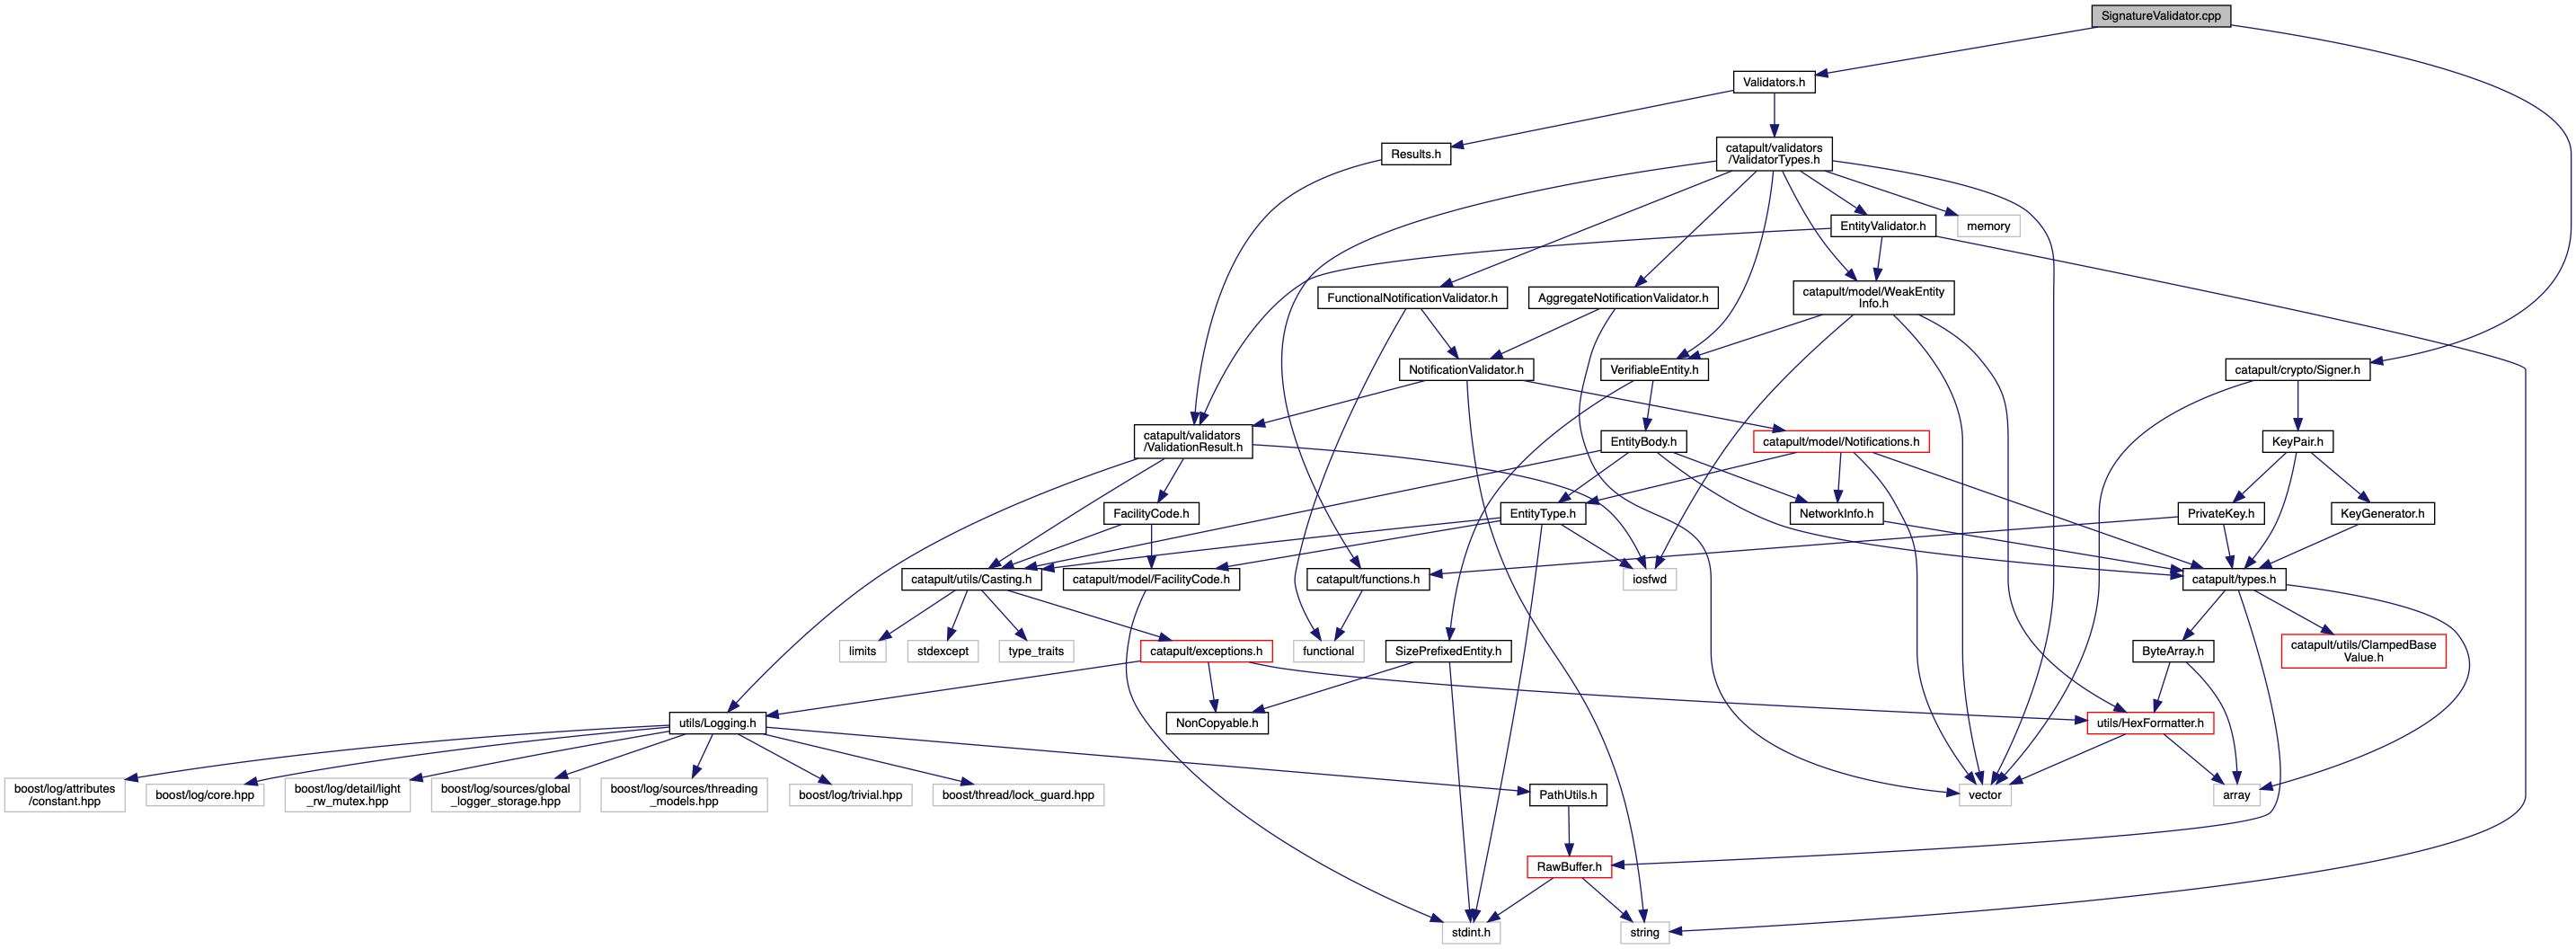 SignatureValidator.cpp
Validators.h
Results.h
catapult/validators
/ValidatorTypes.h
EntityValidator.h
memory
FunctionalNotificationValidator.h
AggregateNotificationValidator.h
catapult/model/WeakEntity
Info.h
NotificationValidator.h
VerifiableEntity.h
catapult/crypto/Signer.h
catapult/validators
/ValidationResult.h
EntityBody.h
catapult/model/Notifications.h
KeyPair.h
FacilityCode.h
EntityType.h
NetworkInfo.h
PrivateKey.h
KeyGenerator.h
catapult/utils/Casting.h
catapult/model/FacilityCode.h
catapult/functions.h
iosfwd
catapult/types.h
limits
stdexcept
type_traits
catapult/exceptions.h
functional
SizePrefixedEntity.h
ByteArray.h
catapult/utils/ClampedBase
Value.h
utils/Logging.h
NonCopyable.h
utils/HexFormatter.h
boost/log/attributes
/constant.hpp
boost/log/core.hpp
boost/log/detail/light
_rw_mutex.hpp
boost/log/sources/global
_logger_storage.hpp
boost/log/sources/threading
_models.hpp
boost/log/trivial.hpp
boost/thread/lock_guard.hpp
PathUtils.h
vector
array
RawBuffer.h
stdint.h
string